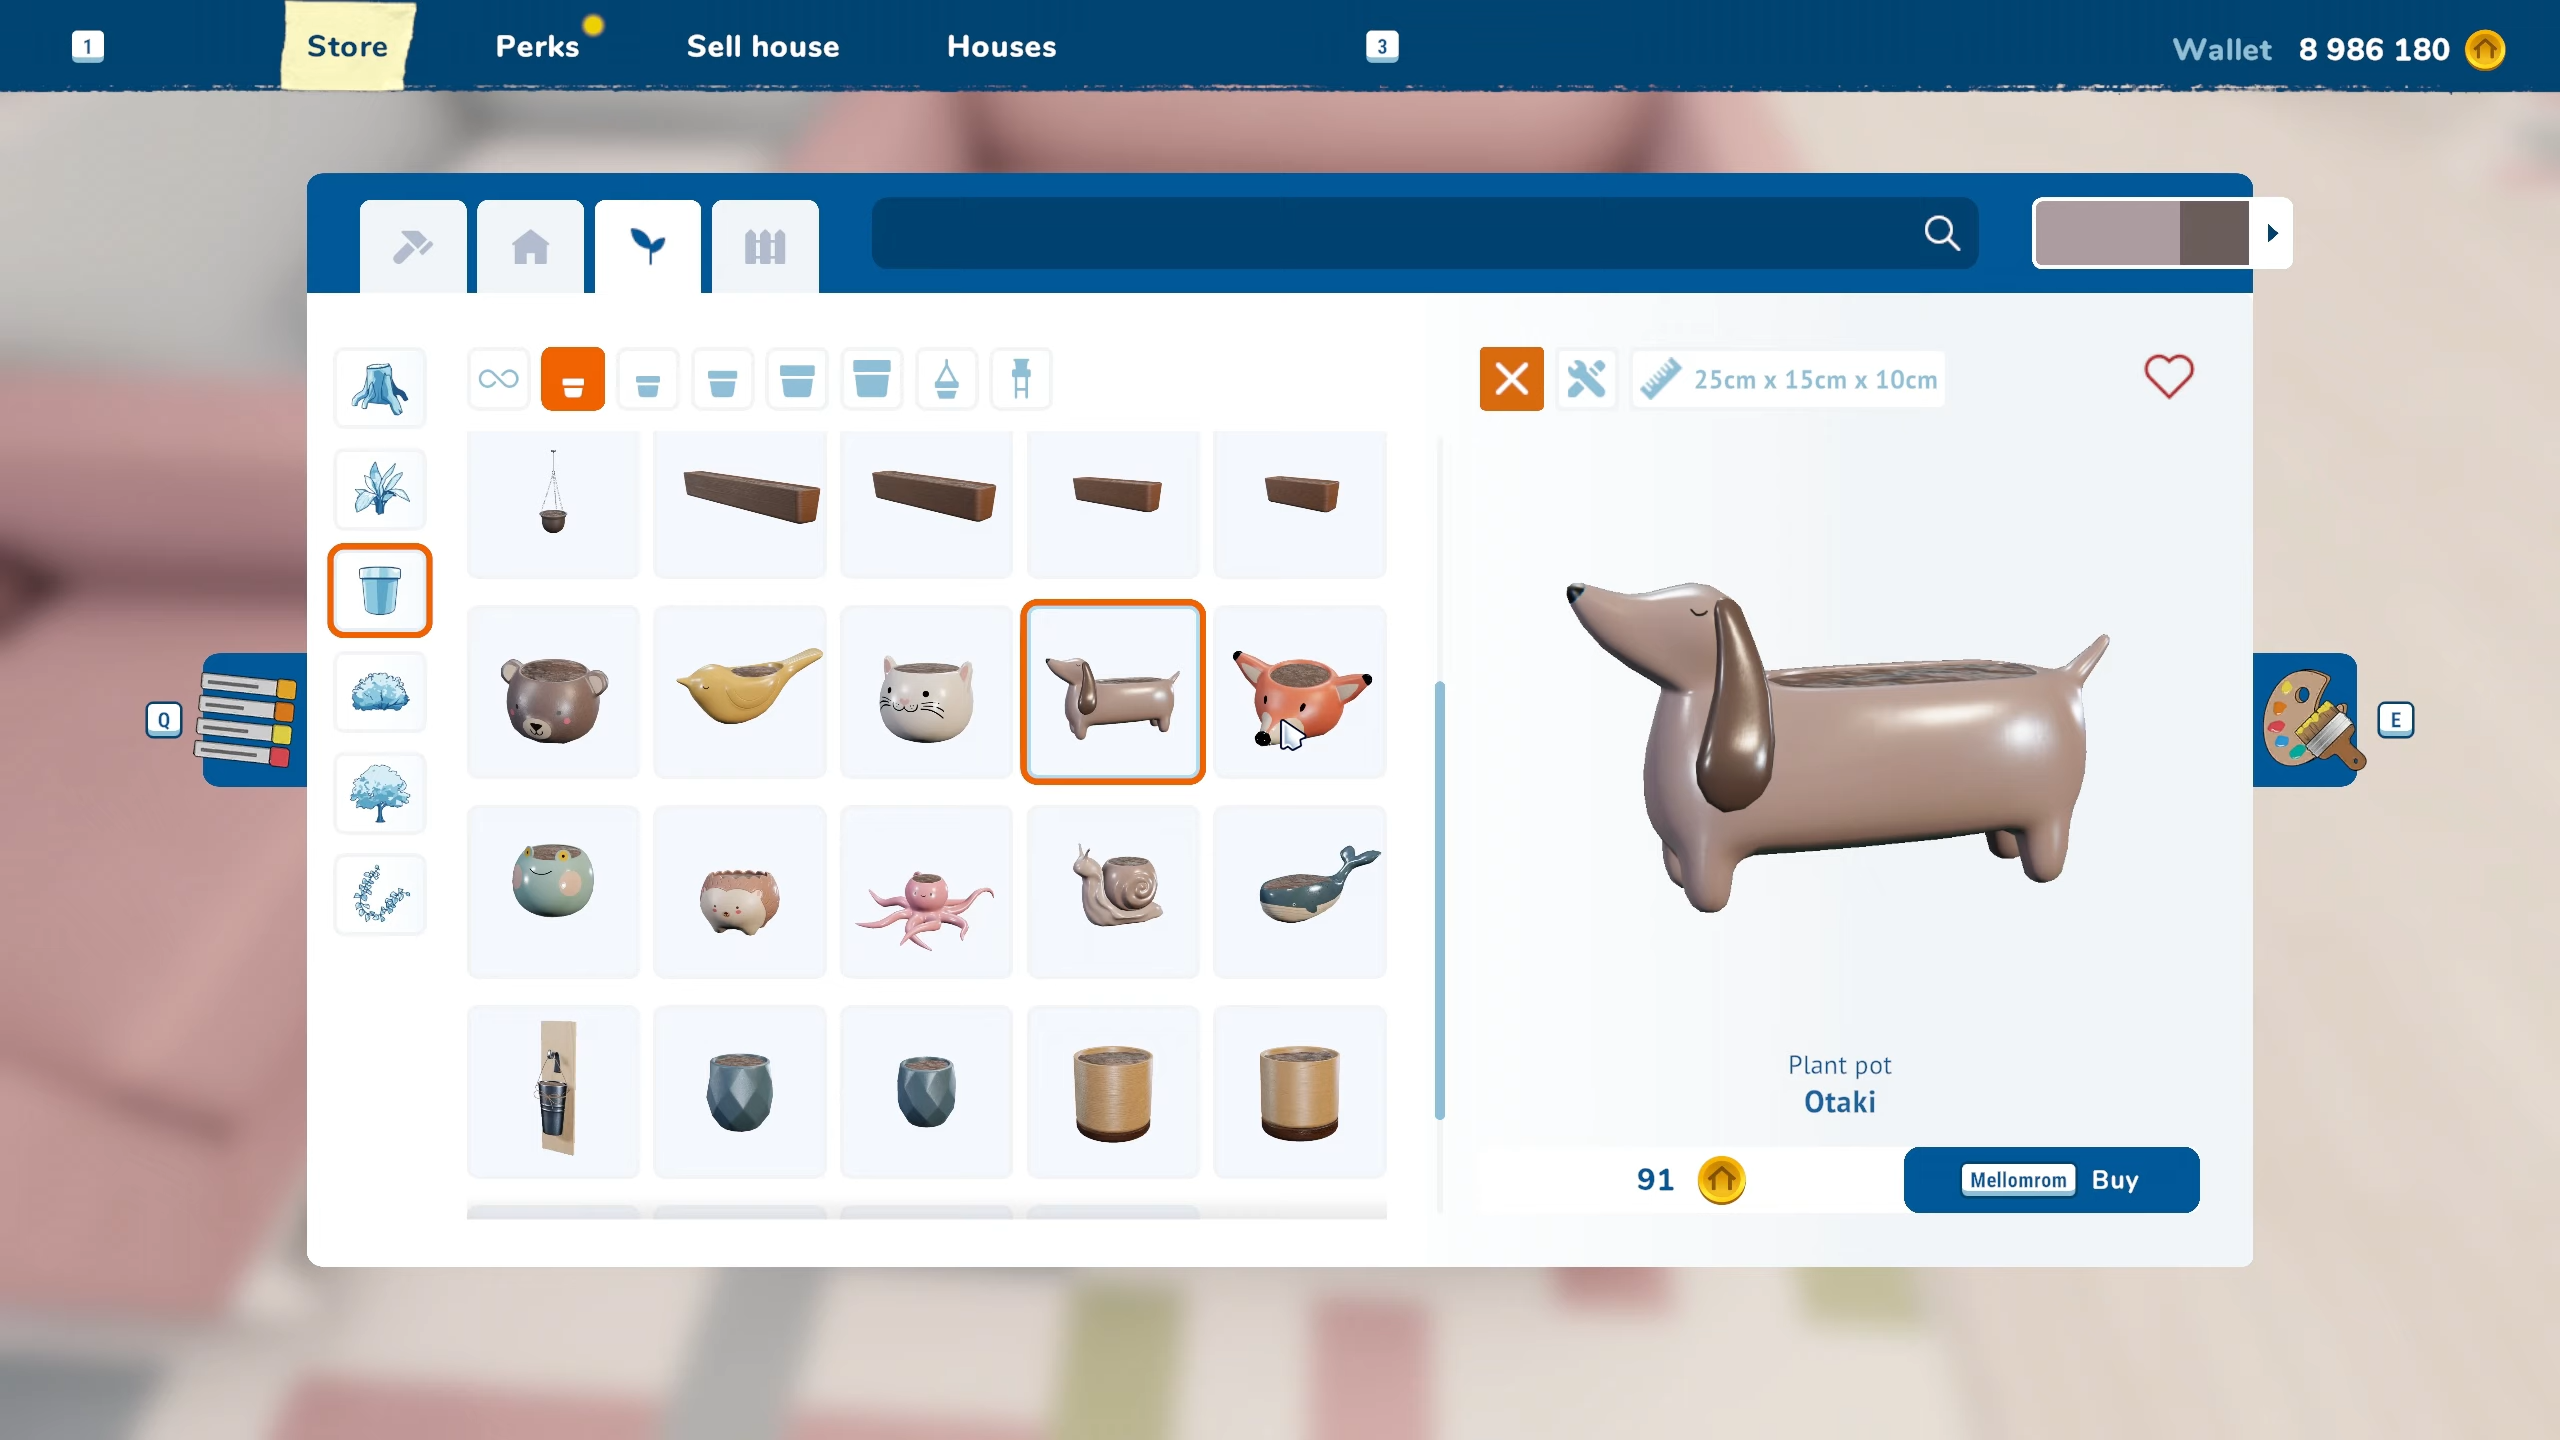 1
Store
Perks
Sell house
Houses
3
Wallet 8 986 180
25cm x 15cm x 10cm
Q
E
Plant pot
Otaki
91
Mellomrom Buy